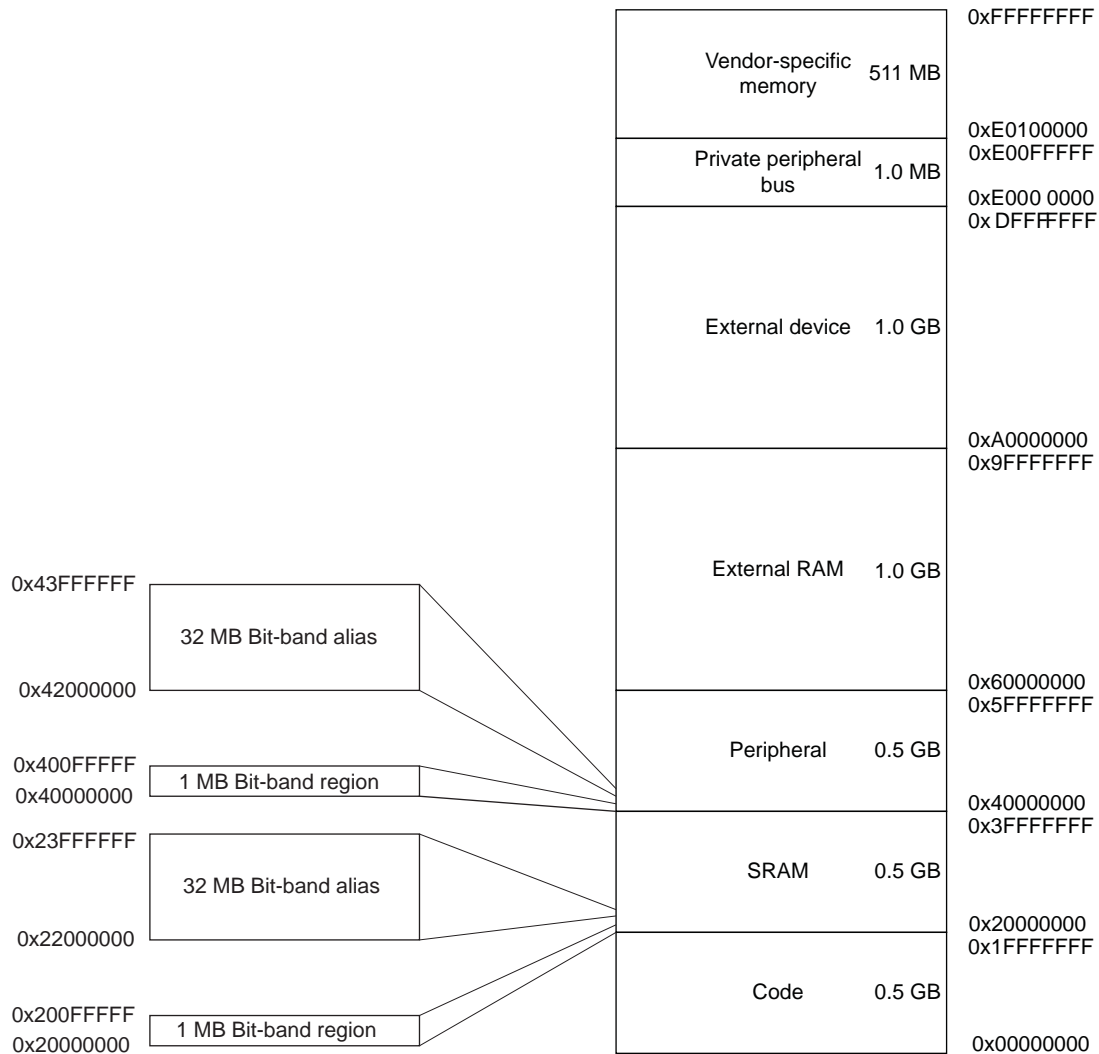 0xFFFFFFFF
Vendor-specific
memory
511 MB
0xE0100000
0xE00FFFFF
Private peripheral
bus
1.0 MB
0xE000 0000
0x DFFFFFFF
External device
1.0 GB
0xA0000000
0x9FFFFFFF
External RAM
1.0 GB
0x60000000
0x5FFFFFFF
Peripheral
0.5 GB
0x40000000
0x3FFFFFFF
SRAM
0.5 GB
0x20000000
0x1FFFFFFF
Code
0.5 GB
0x00000000
0x43FFFFFF
32 MB Bit-band alias
0x42000000
0x400FFFFF
1 MB Bit-band region
0x40000000
0x23FFFFFF
32 MB Bit-band alias
0x22000000
0x200FFFFF
1 MB Bit-band region
0x20000000